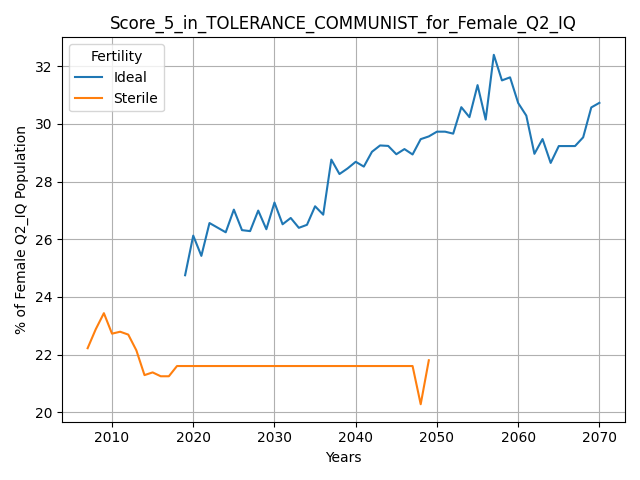 Score_5_in_TOLERANCE_COMMUNIST_for_Female_Q2_IQ
Fertility
Ideal
Sterile
% of Female Q2_IQ Population
32
30
28
26
24
22
20
2010 2020 2030 2040 2050 2060 2070
Years